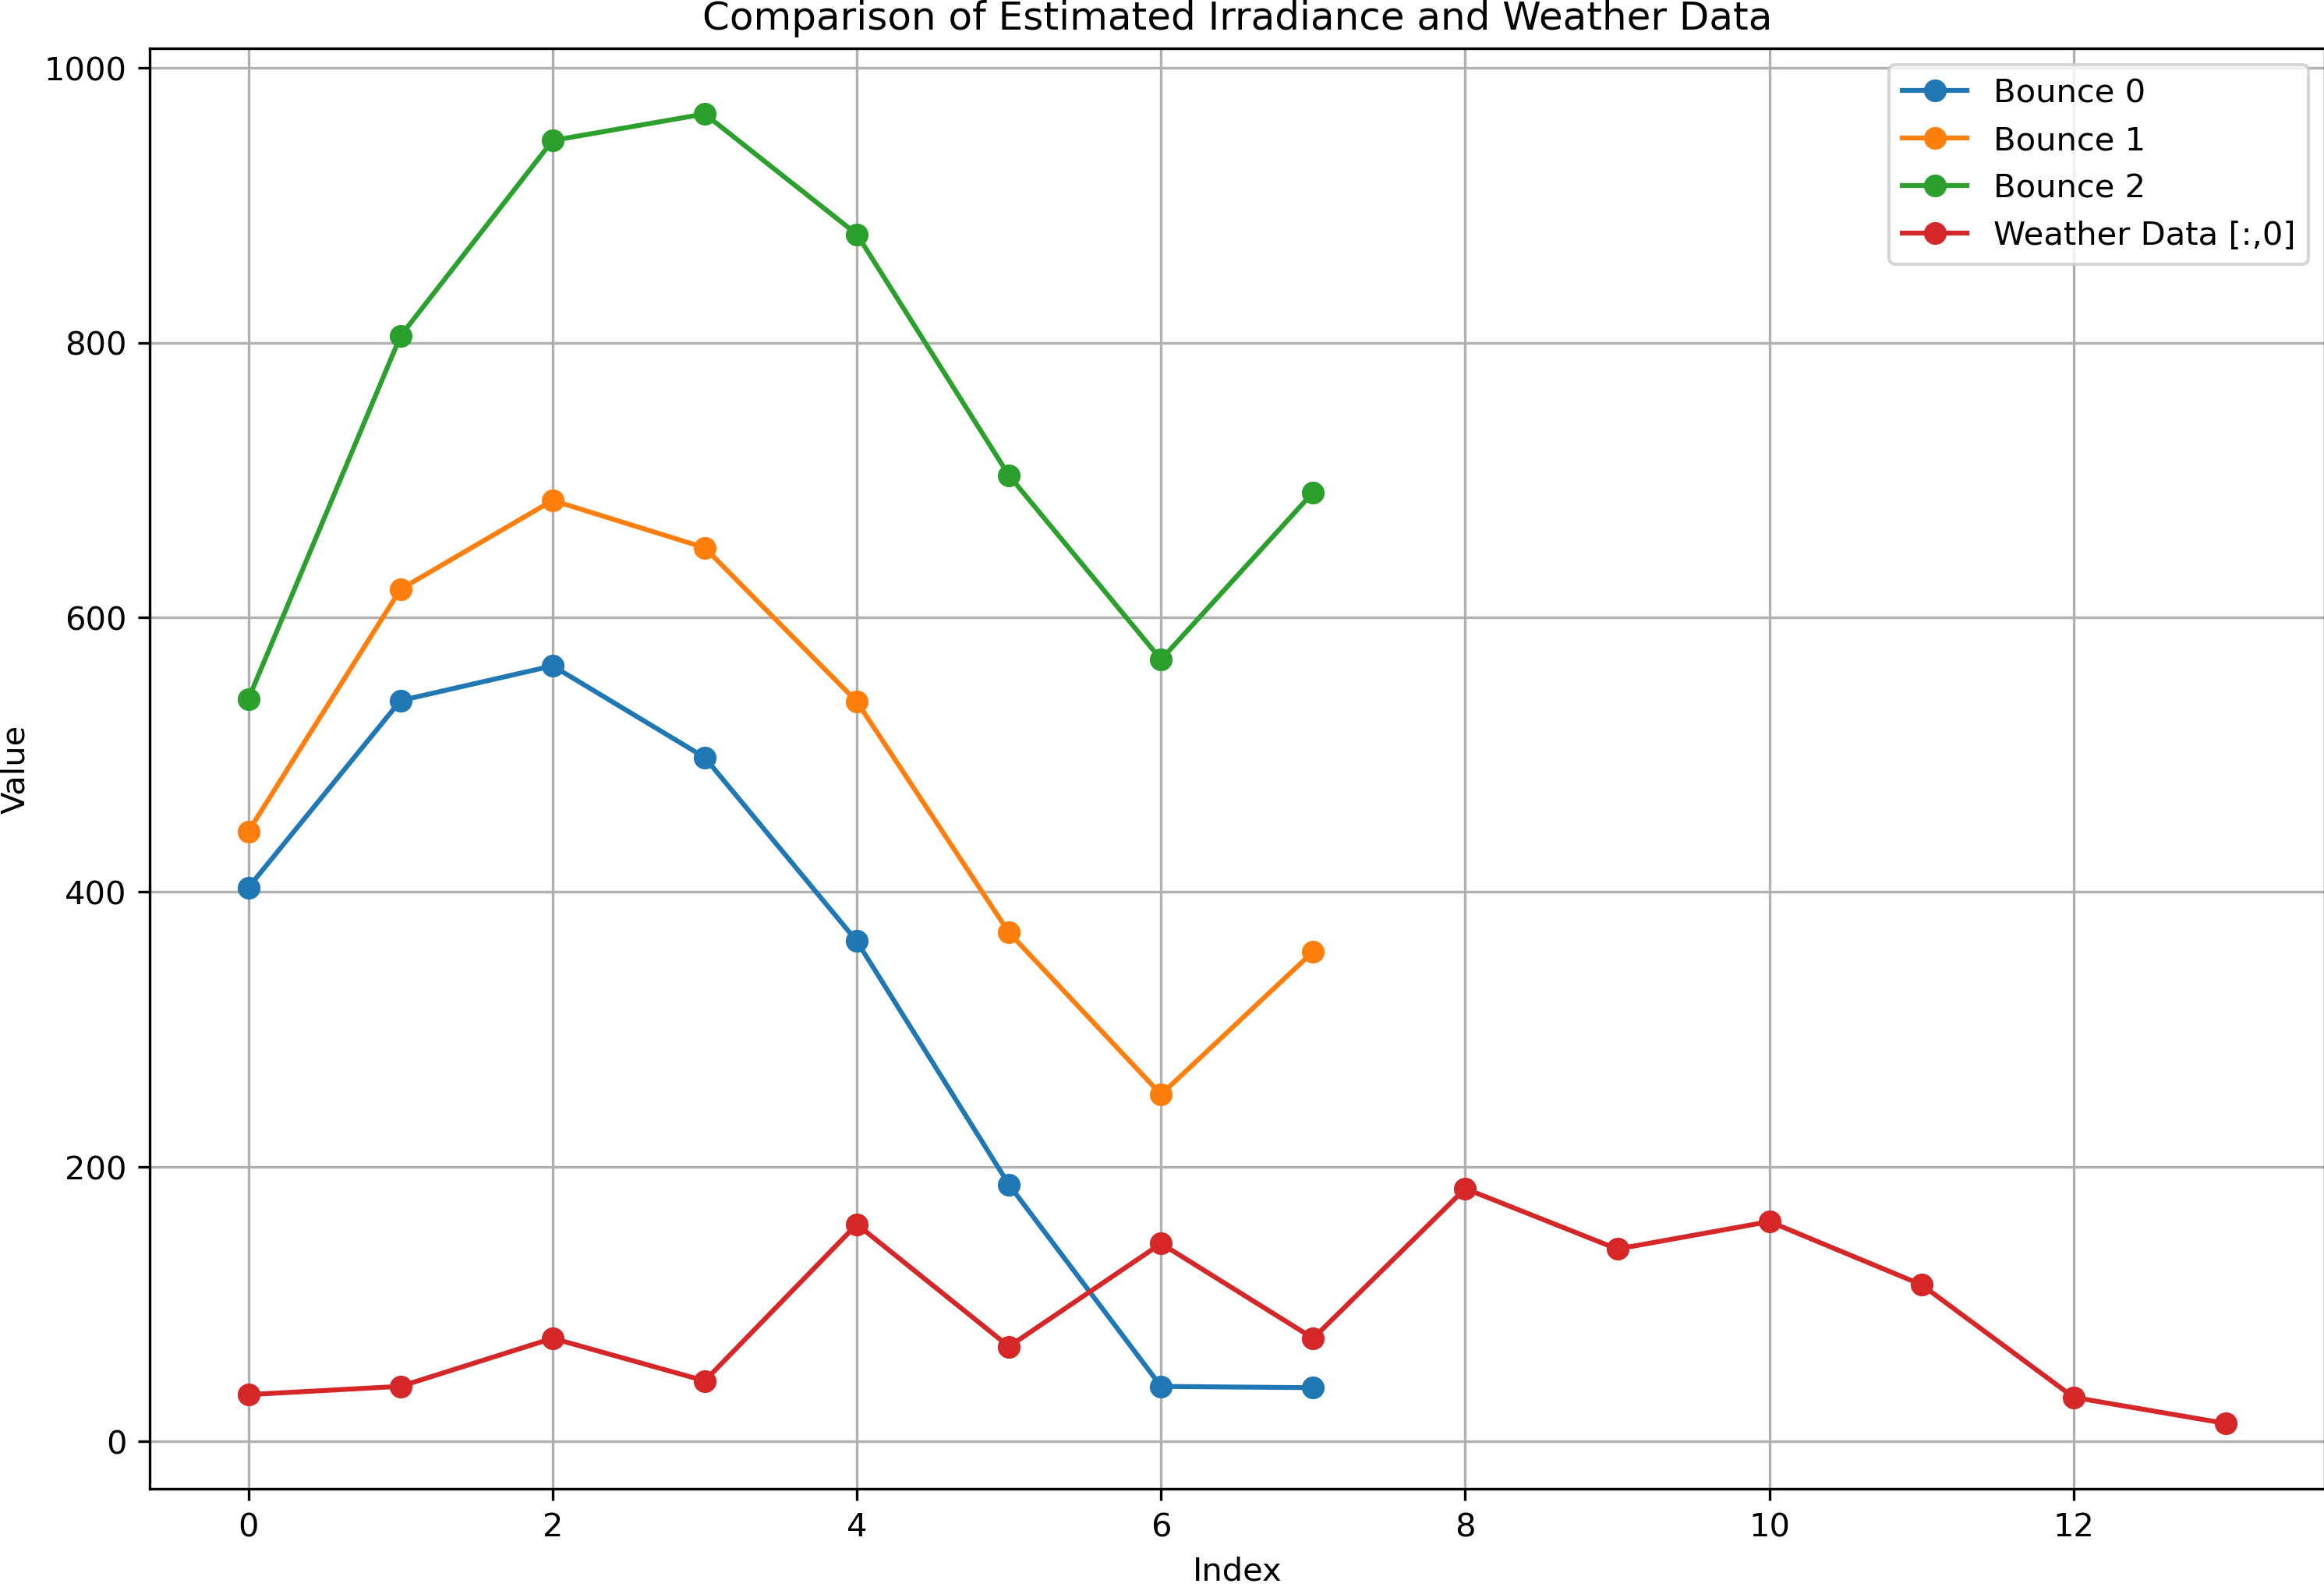 Comparison of Estimated Irradiance and Weather Data
1000
800
600
400
200
0
Value
Bounce 0
Bounce 1
Bounce 2
Weather Data [:,0]
0 2 4 6 8 10 12
Index